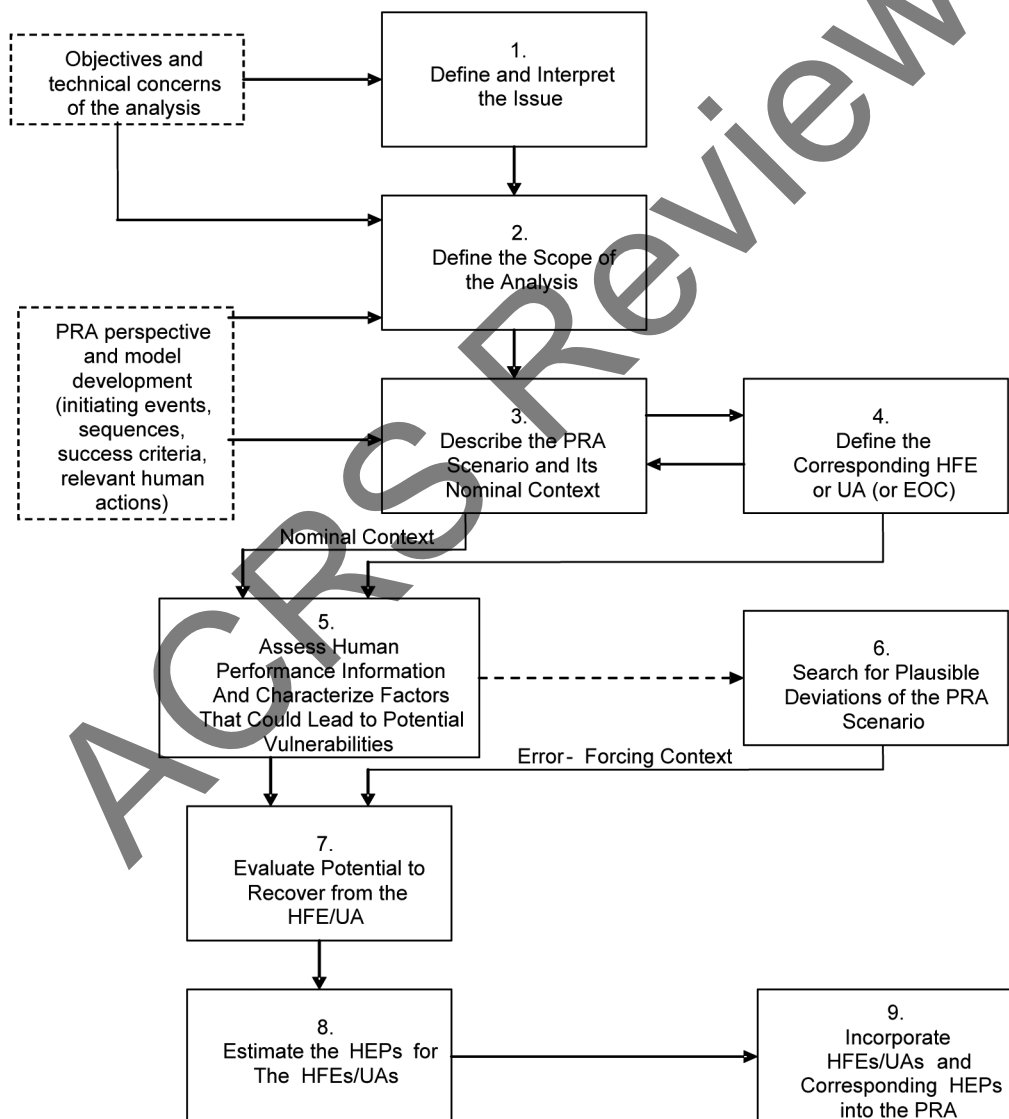 Objectives and
technical concerns
of the analysis
1.
Define and Interpret
the Issue
2.
Define the Scope of
the Analysis
PRA perspective
and model
development
(initiating events,
sequences,
success criteria,
relevant human
actions)
3.
Describe the PRA
Scenario and Its
Nominal Context
4.
Define the
Corresponding HFE
or UA (or EOC)
Nominal Context
5.
Assess Human
Performance Information
And Characterize Factors
That Could Lead to Potential
Vulnerabilities
6.
Search for Plausible
Deviations of the PRA
Scenario
Error- Forcing Context
7.
Evaluate Potential to
Recover from the
HFE/UA
8.
Estimate the HEPs for
The HFEs/UAs
9.
Incorporate
HFEs/UAs and
Corresponding HEPs
into the PRA
ACRS Review